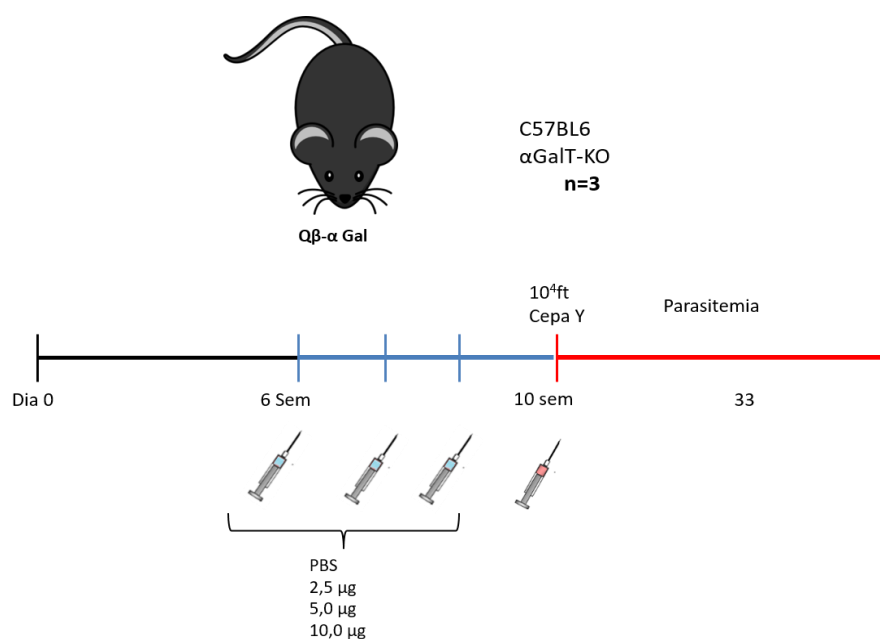 C57BL6
αGalT-KO
n=3
Qβ-α Gal
10⁴ft
Cepa Y
Parasitemia
Dia 0
6 Sem
10 sem
33
PBS
2,5 µg
5,0 µg
10,0 µg